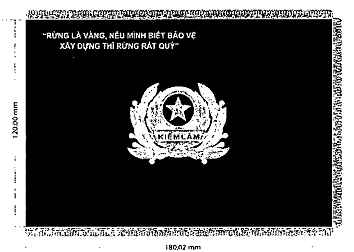 “RỪNG LÀ VÀNG, NẾU MÌNH BIẾT BẢO VỆ
XÂY DỰNG THÌ RỪNG RẤT QUÝ”
KIỂM LÂM
120,00 mm
180,02 mm